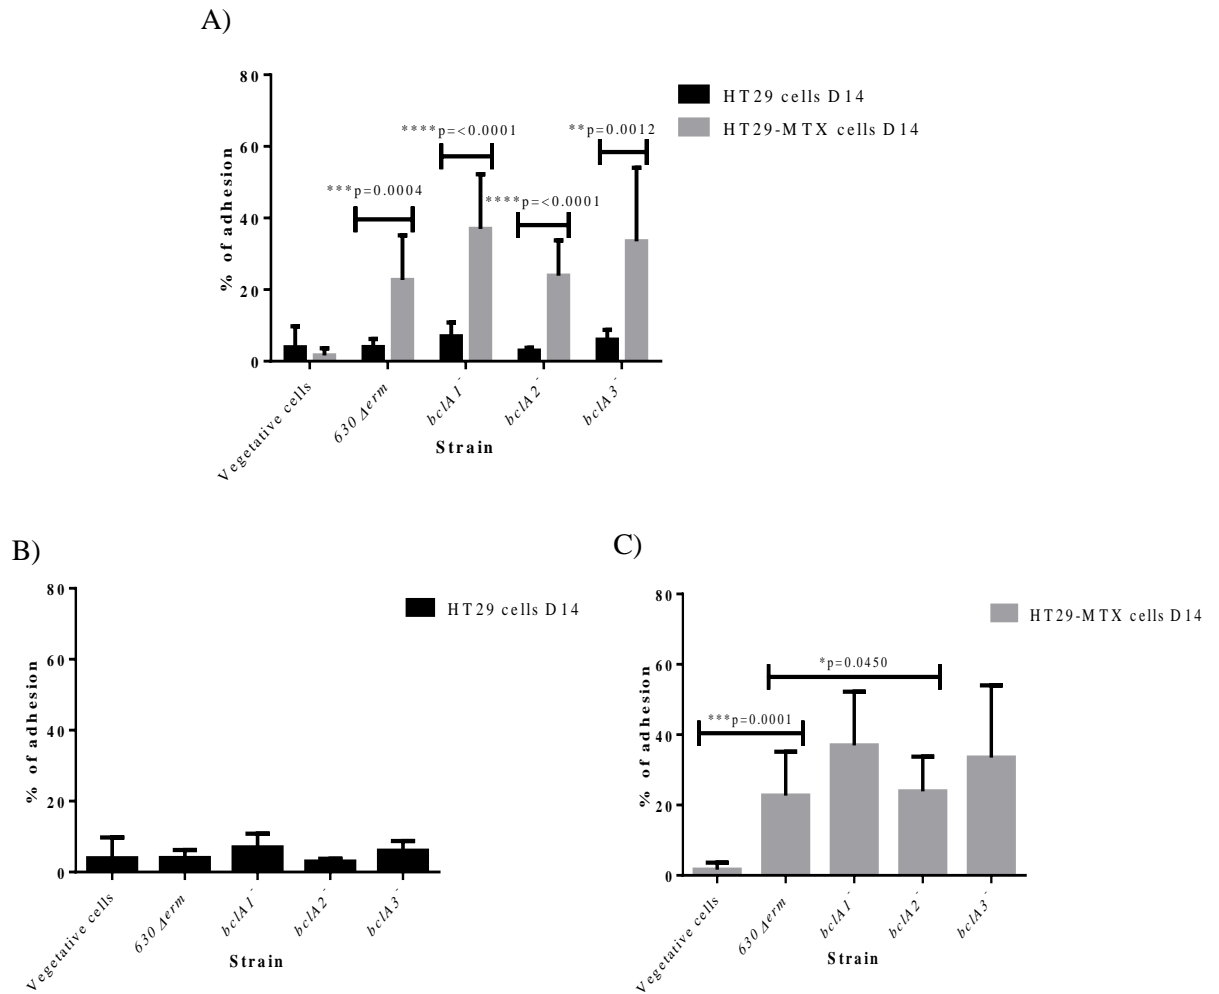 A)
80
60
40
20
0
% of adhesion
HT29 cells D14
HT29-MTX cells D14
***p=0.0004
****p=<0.0001
****p=<0.0001
**p=0.0012
Vegetative cells
630 Δerm
bclA1-
bclA2-
bclA3-
Strain
B)
80
60
40
20
0
% of adhesion
HT29 cells D14
Vegetative cells
630 Δerm
bclA1-
bclA2-
bclA3-
Strain
C)
80
60
40
20
0
% of adhesion
HT29-MTX cells D14
***p=0.0001
*p=0.0450
Vegetative cells
630 Δerm
bclA1-
bclA2-
bclA3-
Strain